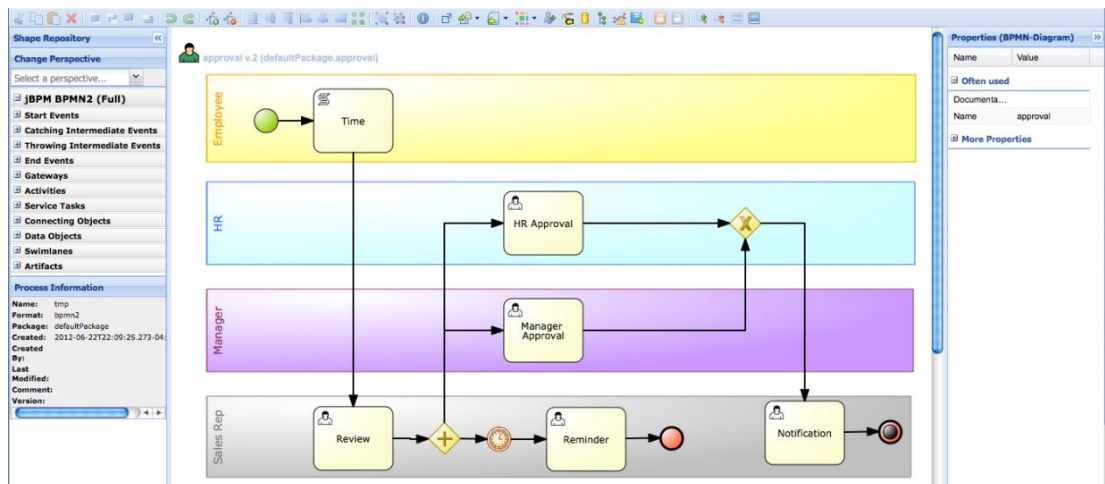 Shape Repository
Change Perspective
Select a perspective...
jBPM BPMN2 (Full)
Start Events
Catching Intermediate Events
Throwing Intermediate Events
End Events
Gateways
Activities
Service Tasks
Connecting Objects
Data Objects
Swimlanes
Artifacts
Process Information
Name: tmp
Format: bpmn2
Package: defaultPackage
Created: 2012-06-22T22:09:25.273-04:
Created
By:
Last
Modified:
Comment:
Version:
approval v.2 (defaultPackage.approval)
Employee
Time
HR
HR Approval
Manager
Manager
Approval
Sales Rep
Review
Reminder
Notification
Properties (BPMN-Diagram)
Name Value
Often used
Documenta...
Name approval
More Properties